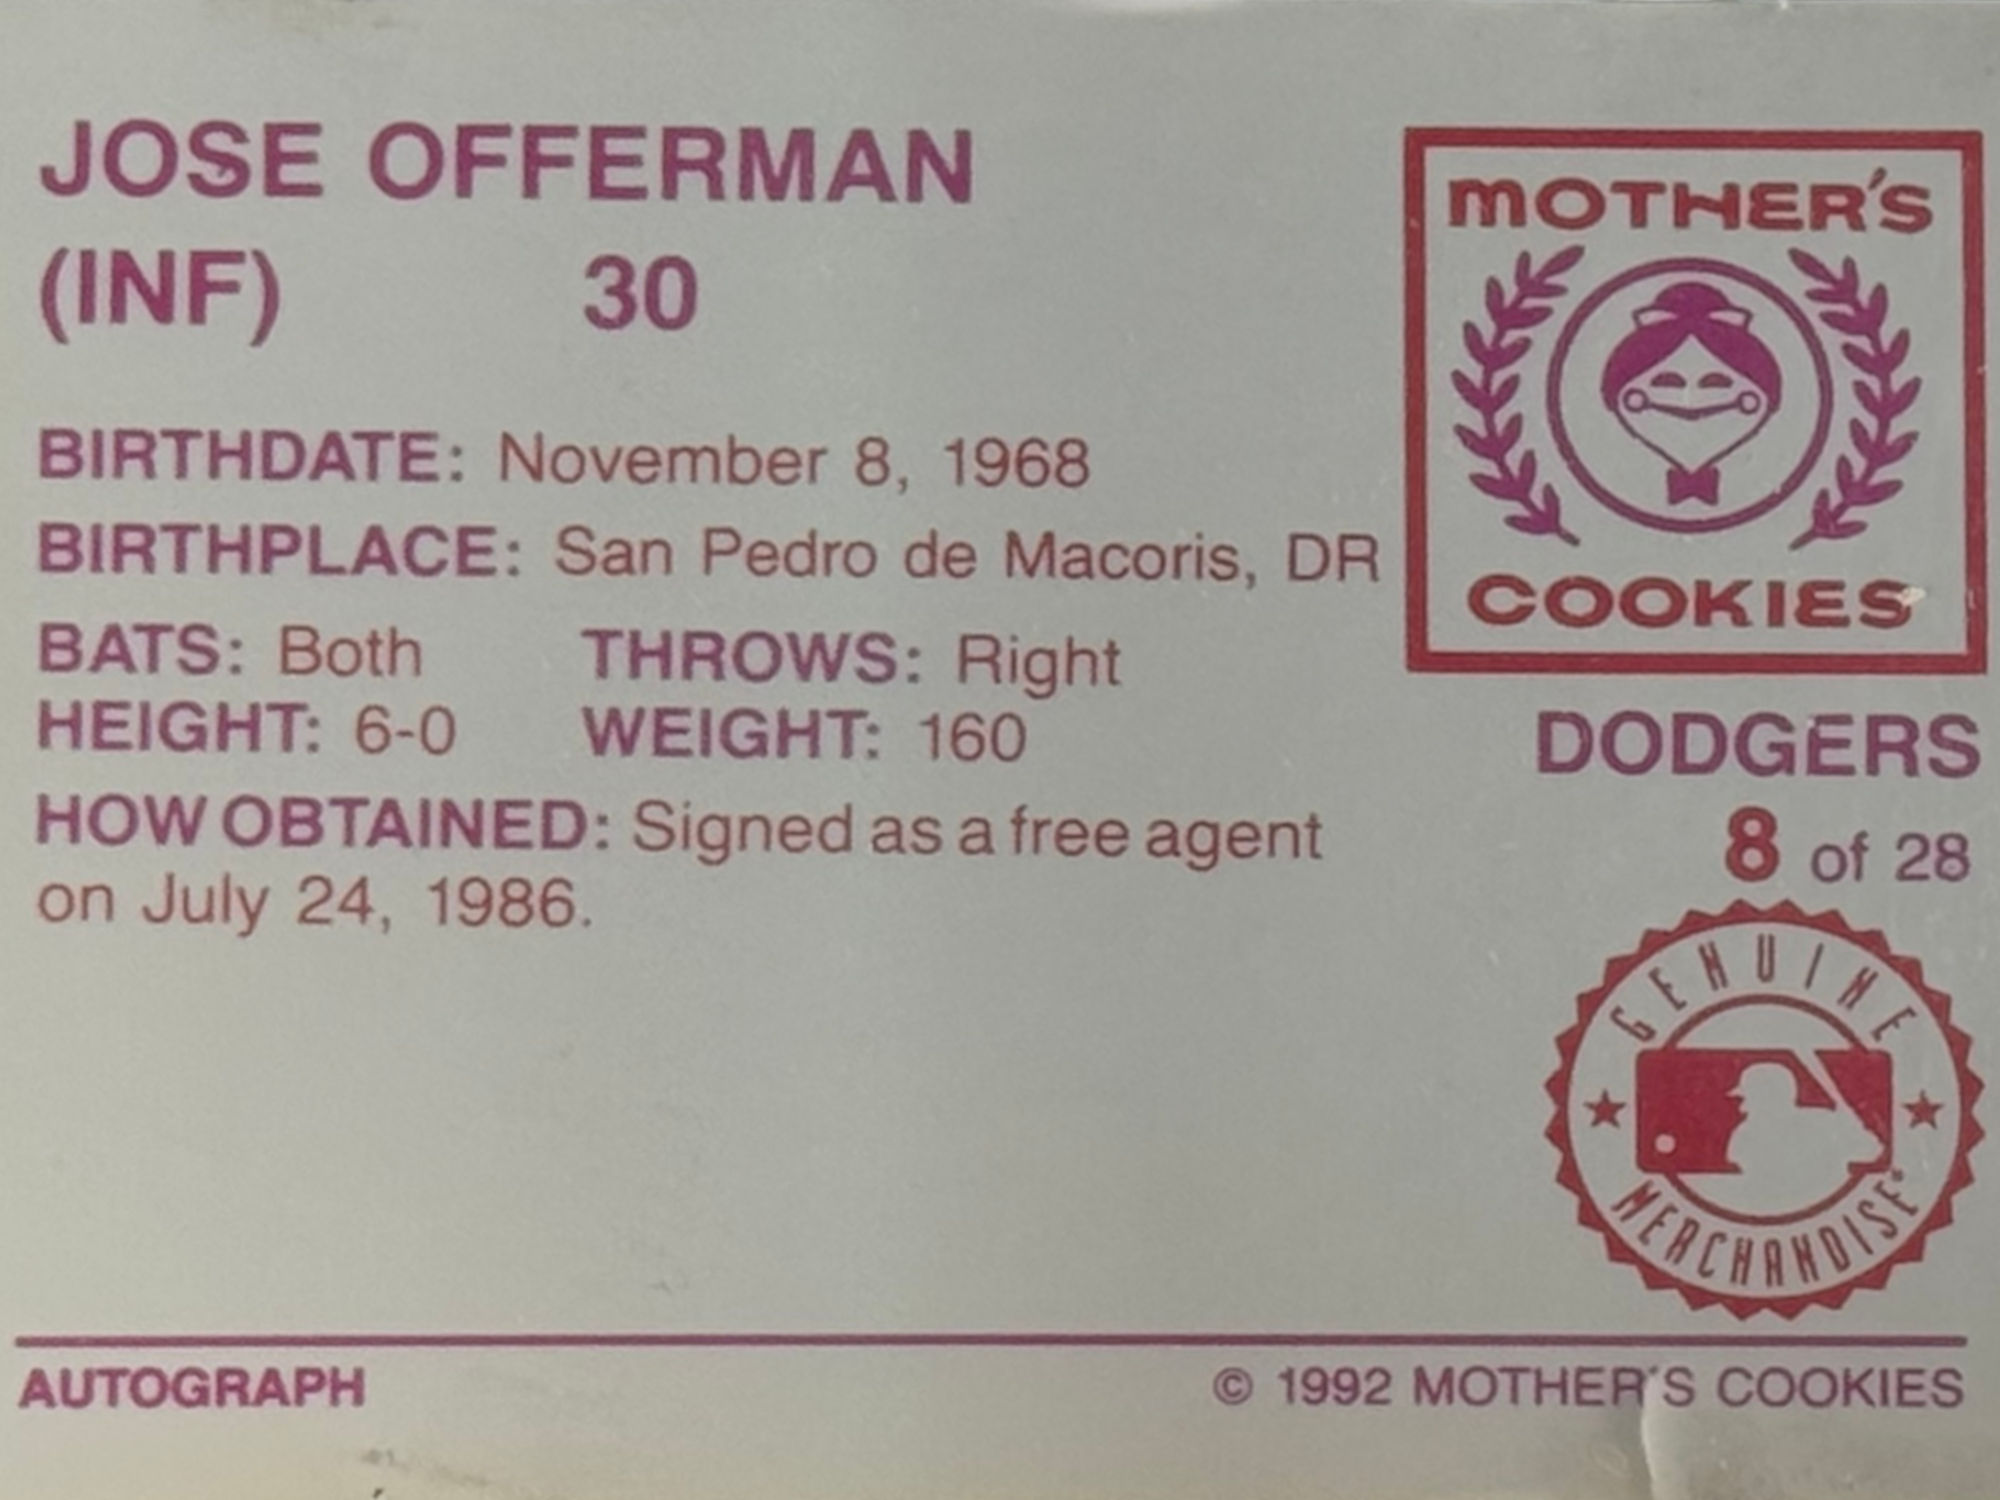 JOSE OFFERMAN
(INF) 30
BIRTHDATE: November 8, 1968
BIRTHPLACE: San Pedro de Macoris, DR
BATS: Both THROWS: Right
HEIGHT: 6-0 WEIGHT: 160
HOW OBTAINED: Signed as a free agent
on July 24, 1986.
MOTHER'S
COOKIES
DODGERS
8 of 28
GENUINE
MERCHANDISE
AUTOGRAPH
© 1992 MOTHER'S COOKIES